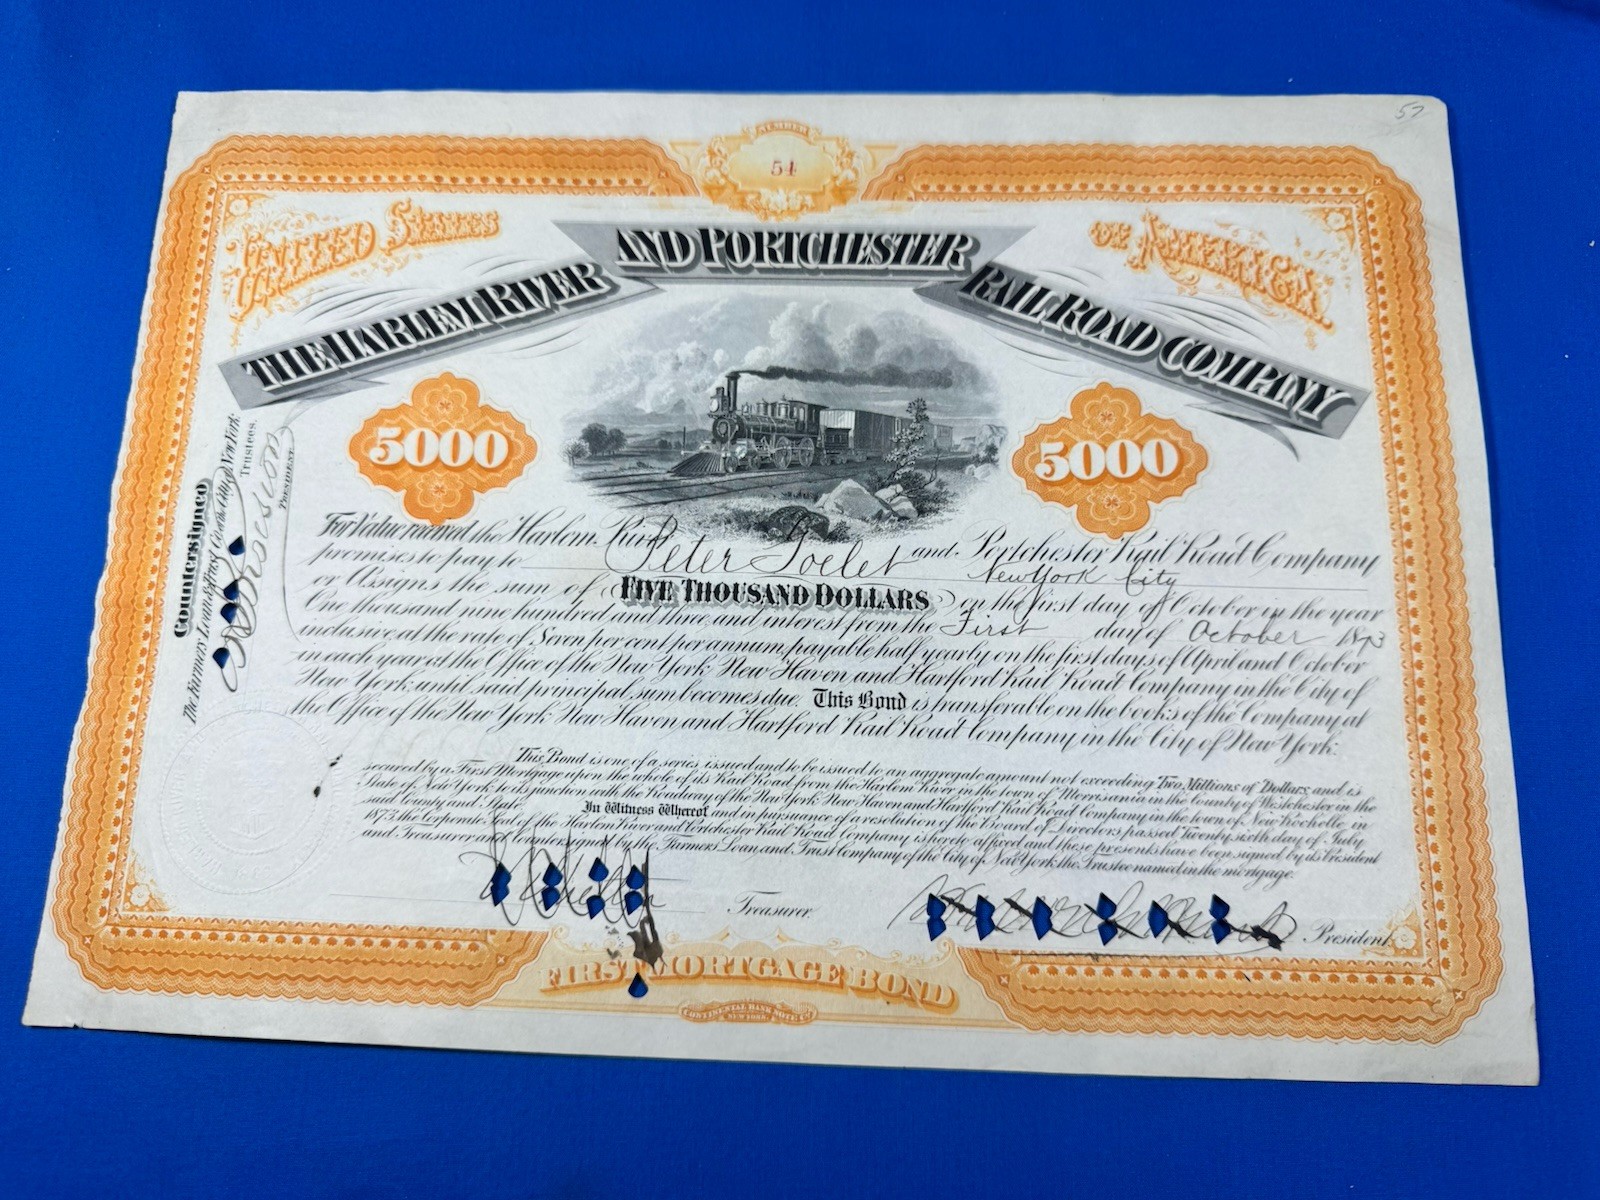 57
NUMBER
54
UNITED STATES OF AMERICA.
THE HARLEM RIVER AND PORTCHESTER RAIL ROAD COMPANY
5000 5000
For Value received the Harlem River and Portchester Rail Road Company
promises to pay to Peter Goelet New York City
or Assigns the sum of FIVE THOUSAND DOLLARS on the first day of October in the year
One thousand nine hundred and three, and interest from the First day of October 1873
inclusive at the rate of Seven per cent per annum, payable half yearly on the first days of April and October
in each year at the Office of the New York New Haven and Hartford Rail Road Company in the City of
New York until said principal sum becomes due. This Bond is transferable on the books of the Company at
the Office of the New York New Haven and Hartford Rail Road Company in the City of New York.
This Bond is one of a series issued and to be issued to an aggregate amount not exceeding Two Millions of Dollars and is
secured by a First Mortgage upon the whole of its Rail Road from the Harlem River in the town of Morrisania in the County of Westchester in the
State of New York to its junction with the Roadway of the New York New Haven and Hartford Rail Road Company in the town of New Rochelle in
said County and State. In Witness Whereof and in pursuance of a resolution of the Board of Directors passed Twenty sixth day of July
1873, the Corporate Seal of the Harlem River and Portchester Rail Road Company is hereto affixed and these presents have been signed by its President
and Treasurer and Countersigned by the Farmers Loan and Trust Company of the City of New York the Trustee named in the mortgage.
Treasurer.
President.
Countersigned
The Farmers' Loan & Trust Co. of the City of New York.
Trustees.
PRESIDENT
FIRST MORTGAGE BOND
CONTINENTAL BANK NOTE CO.
NEW YORK.